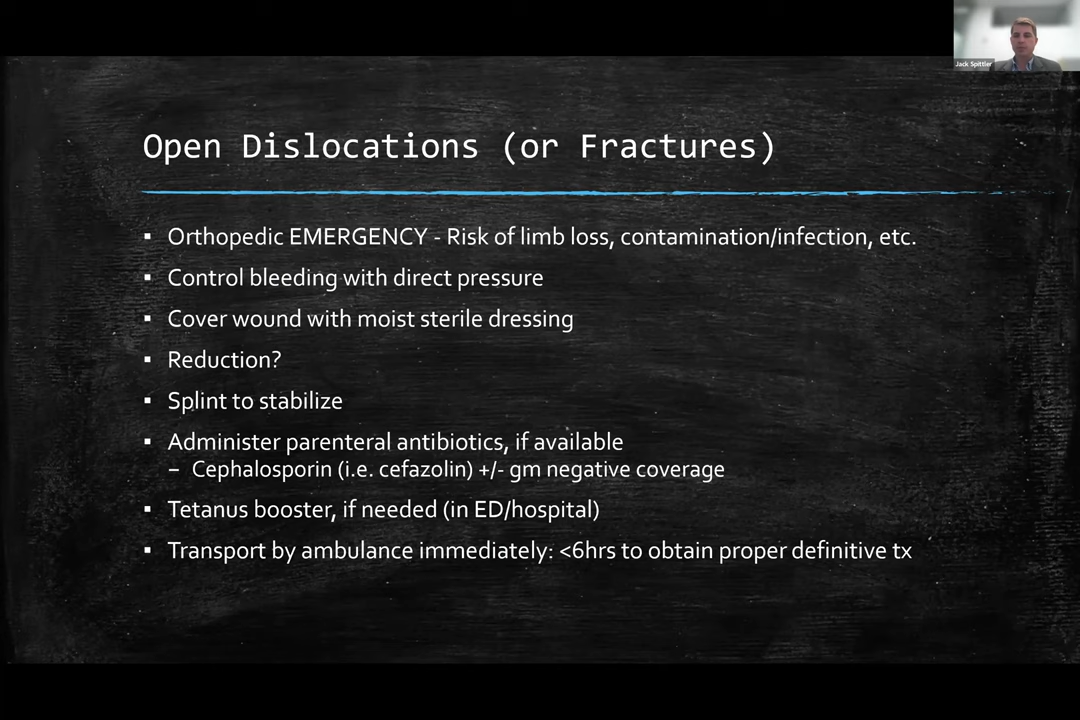 Jack Spittler
Open Dislocations (or Fractures)
▪ Orthopedic EMERGENCY - Risk of limb loss, contamination/infection, etc.
▪ Control bleeding with direct pressure
▪ Cover wound with moist sterile dressing
▪ Reduction?
▪ Splint to stabilize
▪ Administer parenteral antibiotics, if available
– Cephalosporin (i.e. cefazolin) +/- gm negative coverage
▪ Tetanus booster, if needed (in ED/hospital)
▪ Transport by ambulance immediately: <6hrs to obtain proper definitive tx